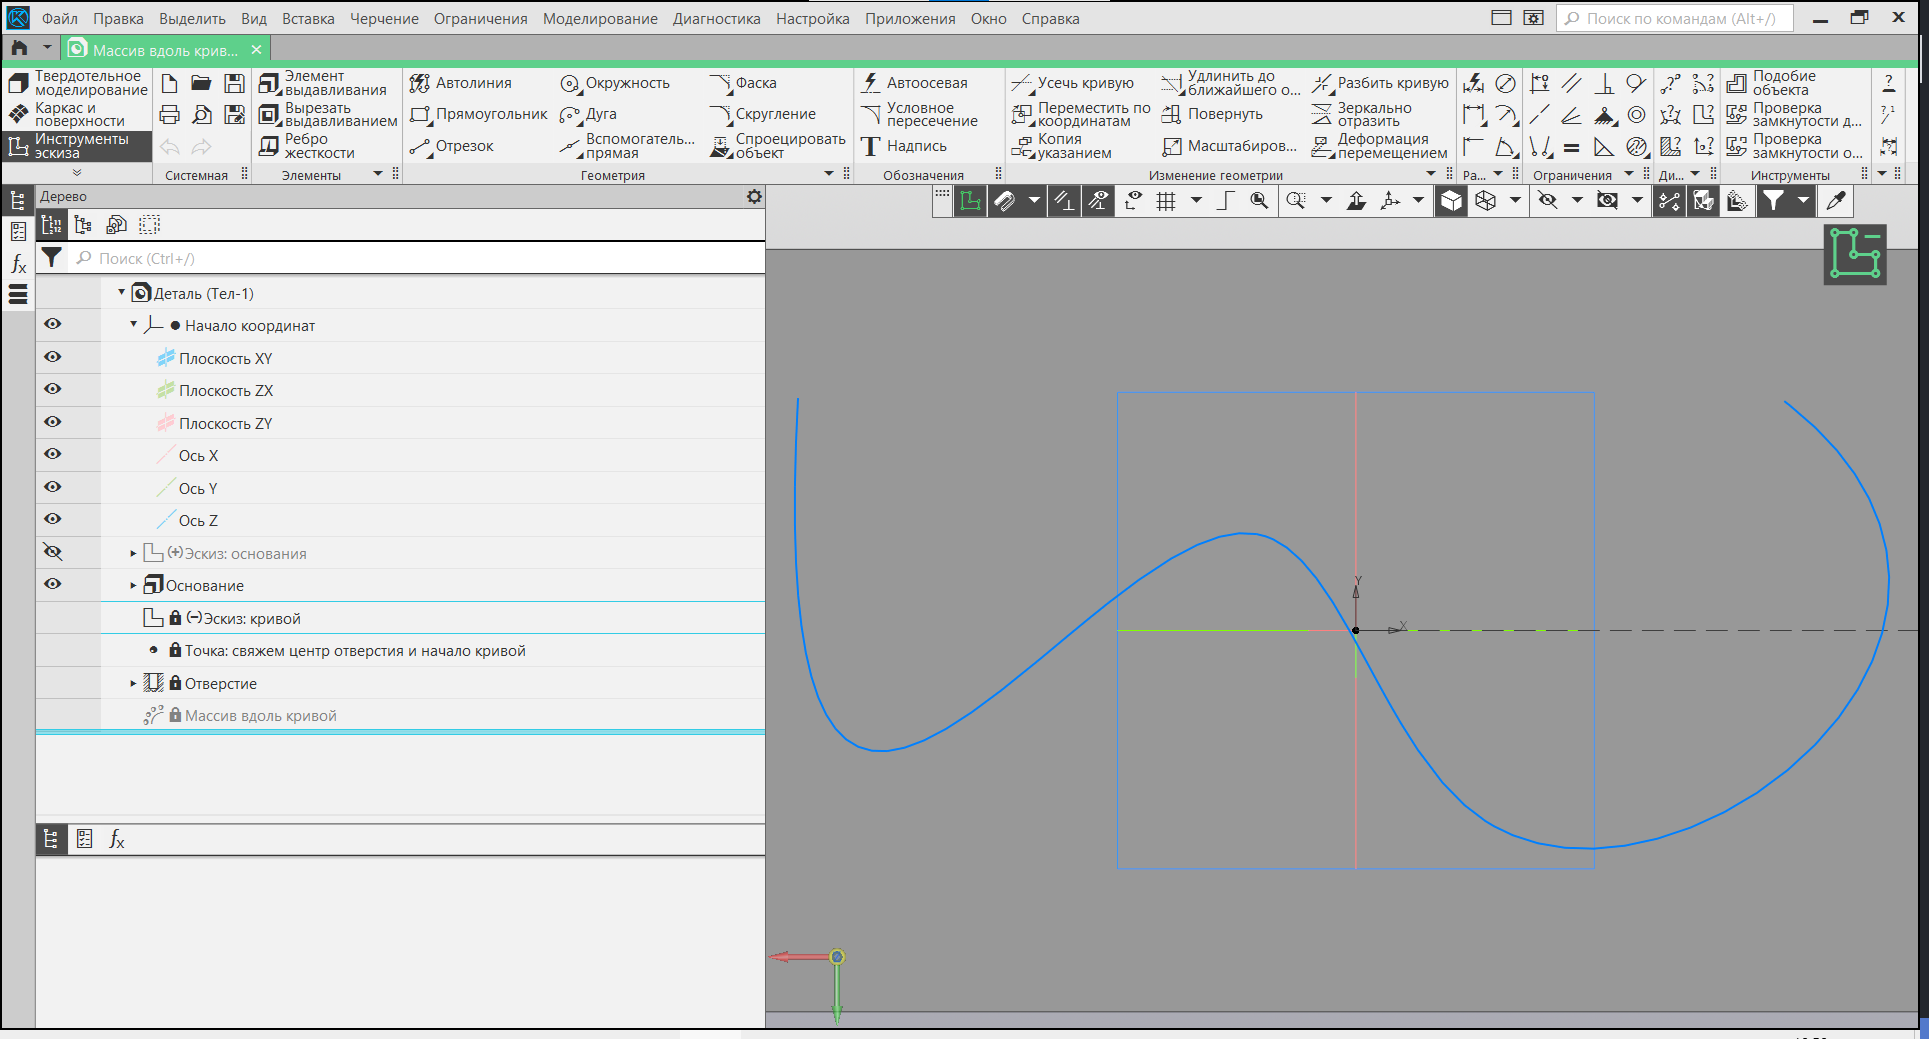 Файл Правка Выделить Вид Вставка Черчение Ограничения Моделирование Диагностика Настройка Приложения Окно Справка
Поиск по командам (Alt+/)
Массив вдоль крив...
Твердотельное моделирование
Каркас и поверхности
Инструменты эскиза
Системная
Элемент выдавливания
Вырезать выдавливанием
Ребро жесткости
Элементы
Автолиния Окружность Фаска
Прямоугольник Дуга Скругление
Отрезок Вспомогатель... прямая Спроецировать объект
Геометрия
Автоосевая
Условное пересечение
Надпись
Обозначения
Усечь кривую Удлинить до ближайшего о... Разбить кривую
Переместить по координатам Повернуть Зеркально отразить
Копия указанием Масштабиров... Деформация перемещением
Изменение геометрии
Ра...
Ограничения
Ди...
Подобие объекта
Проверка замкнутости д...
Проверка замкнутости о...
Инструменты
Дерево
Поиск (Ctrl+/)
Деталь (Тел-1)
Начало координат
Плоскость XY
Плоскость ZX
Плоскость ZY
Ось X
Ось Y
Ось Z
(+)Эскиз: основания
Основание
(−)Эскиз: кривой
Точка: свяжем центр отверстия и начало кривой
Отверстие
Массив вдоль кривой
Y
X